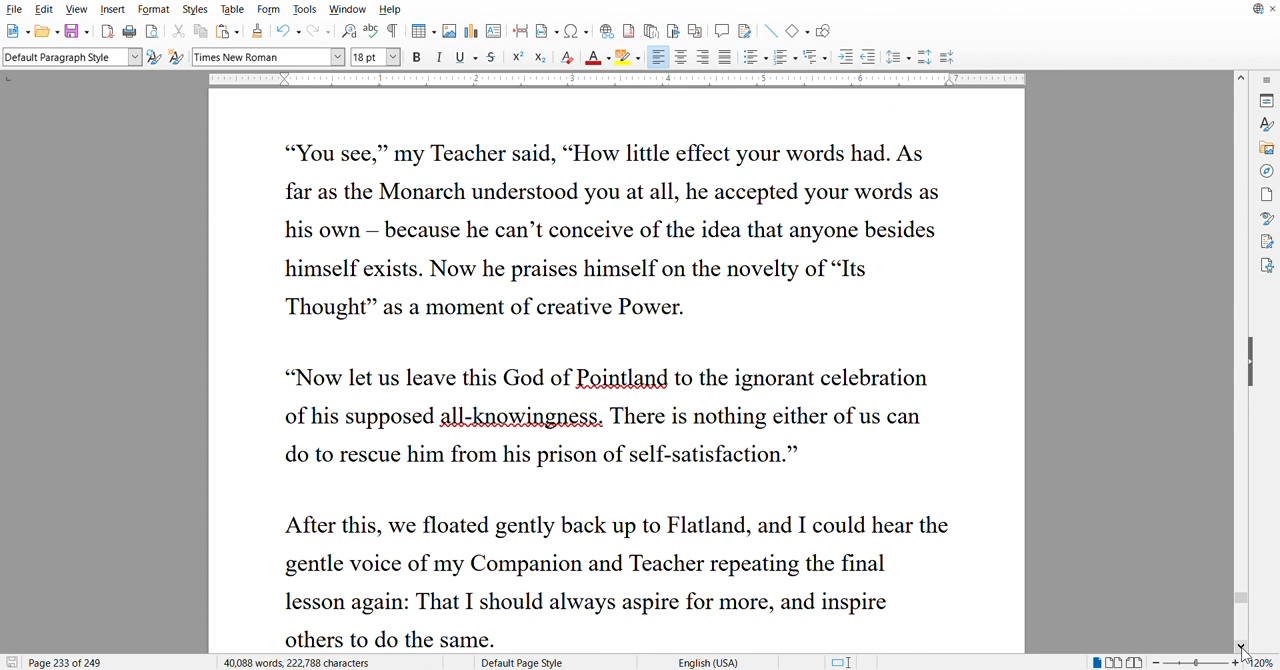 File Edit View Insert Format Styles Table Form Tools Window Help
Default Paragraph Style Times New Roman 18 pt
1 2 3 4 5 6 7
“You see,” my Teacher said, “How little effect your words had. As
far as the Monarch understood you at all, he accepted your words as
his own – because he can’t conceive of the idea that anyone besides
himself exists. Now he praises himself on the novelty of “Its
Thought” as a moment of creative Power.
“Now let us leave this God of Pointland to the ignorant celebration
of his supposed all-knowingness. There is nothing either of us can
do to rescue him from his prison of self-satisfaction.”
After this, we floated gently back up to Flatland, and I could hear the
gentle voice of my Companion and Teacher repeating the final
lesson again: That I should always aspire for more, and inspire
others to do the same.
Page 233 of 249 40,088 words, 222,788 characters Default Page Style English (USA) 120%